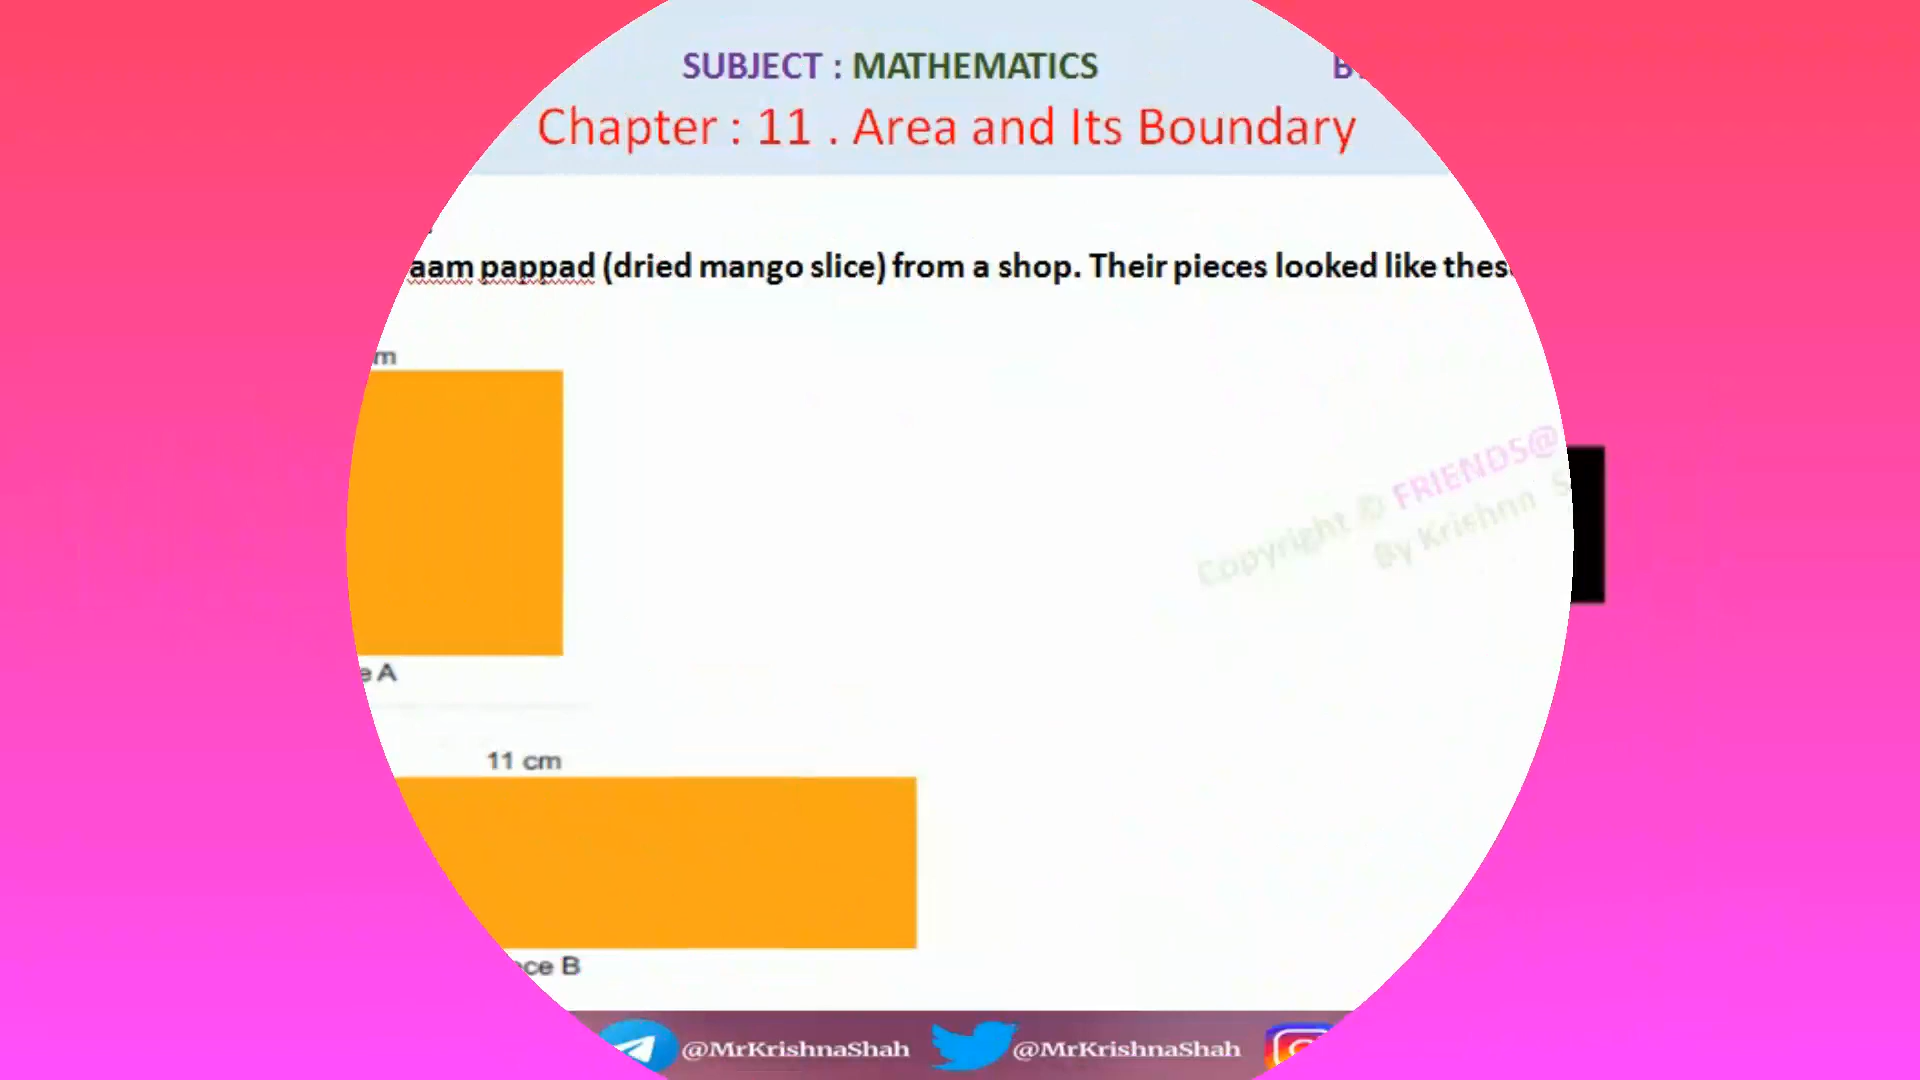 SUBJECT : MATHEMATICS
Chapter : 11 . Area and Its Boundary
aam pappad (dried mango slice) from a shop. Their pieces looked like these
m
e A
11 cm
ce B
Copyright © FRIENDS@
By Krishna S
@MrKrishnaShah @MrKrishnaShah